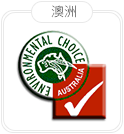 澳洲
ENVIRONMENTAL CHOICE
AUSTRALIA